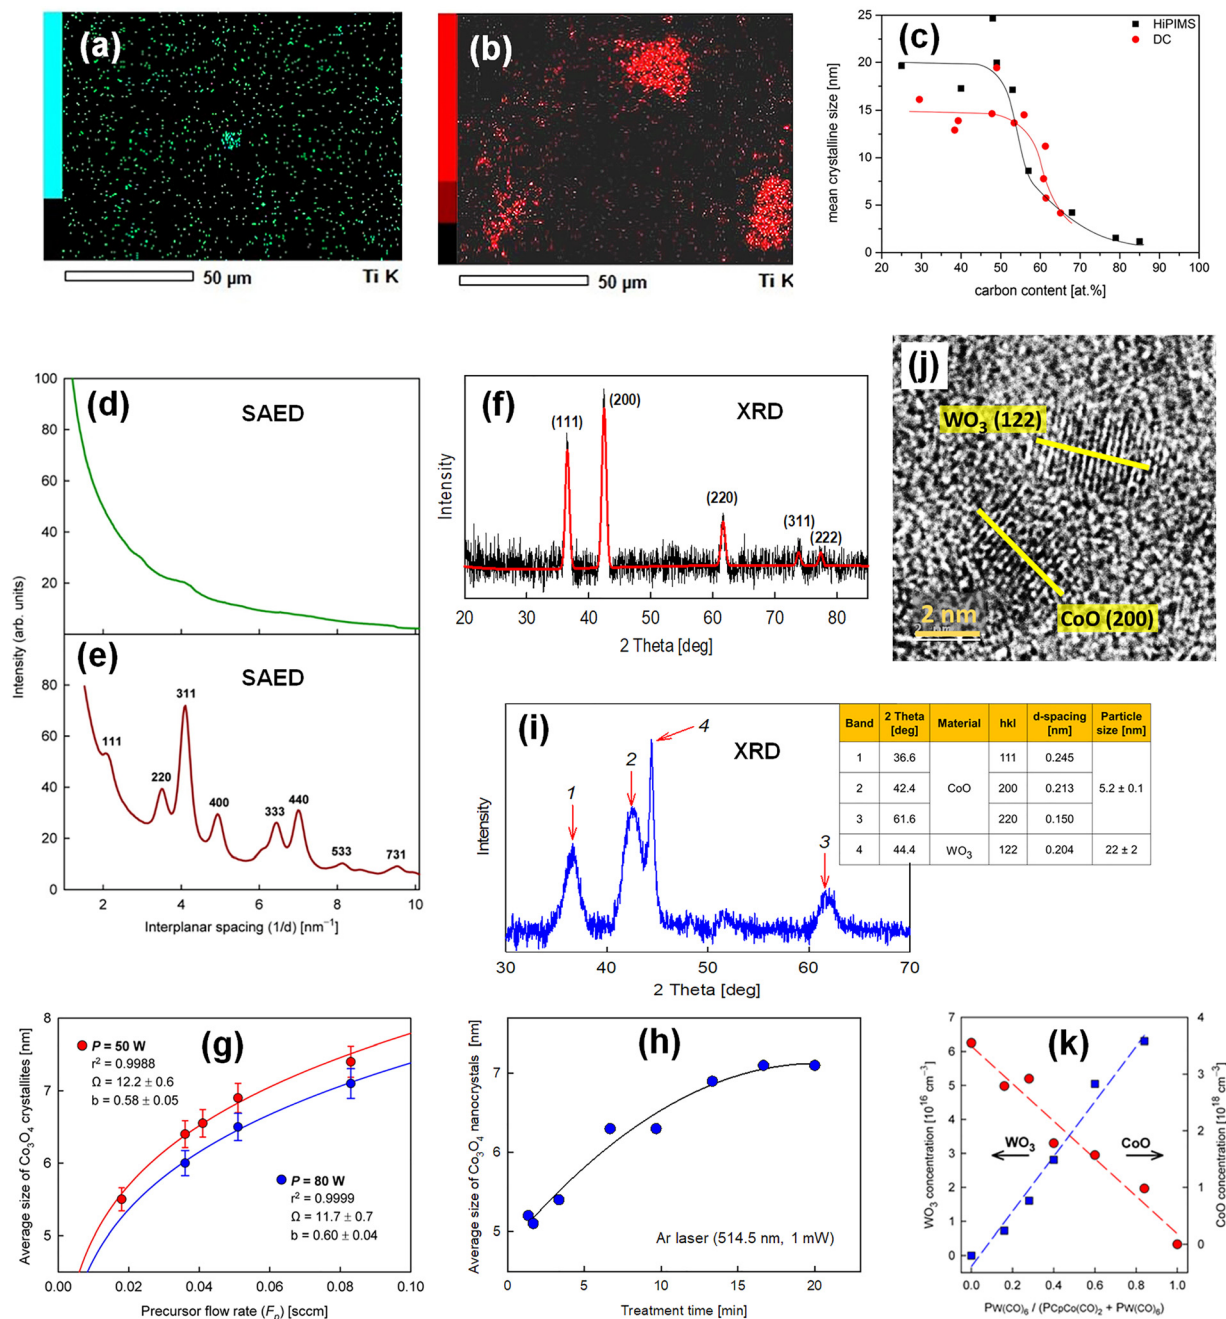 (a)
50 µm
Ti K
(b)
50 µm
Ti K
(c)
HiPIMS
DC
mean crystalline size [nm]
25
20
15
10
5
0
20 30 40 50 60 70 80 90 100
carbon content [at.%]
(d)
SAED
100
80
60
40
20
(e)
SAED
Intensity (arb. units)
80
60
40
20
0
111
220
311
400
333
440
533
731
2 4 6 8 10
Interplanar spacing (1/d) [nm⁻¹]
(f)
XRD
Intensity
(111)
(200)
(220)
(311)
(222)
20 30 40 50 60 70 80
2 Theta [deg]
(j)
WO₃ (122)
CoO (200)
2 nm
(i)
XRD
Intensity
1
2
4
3
30 40 50 60 70
2 Theta [deg]
Band 2 Theta [deg] Material hkl d-spacing [nm] Particle size [nm]
1 36.6 CoO 111 0.245 5.2 ± 0.1
2 42.4 200 0.213
3 61.6 220 0.150
4 44.4 WO₃ 122 0.204 22 ± 2
(g)
Average size of Co₃O₄ crystallites [nm]
8
7
6
5
P = 50 W
r² = 0.9988
Ω = 12.2 ± 0.6
b = 0.58 ± 0.05
P = 80 W
r² = 0.9999
Ω = 11.7 ± 0.7
b = 0.60 ± 0.04
0.00 0.02 0.04 0.06 0.08 0.10
Precursor flow rate (Fₚ) [sccm]
(h)
Average size of Co₃O₄ nanocrystals [nm]
7
6
5
Ar laser (514.5 nm, 1 mW)
0 5 10 15 20
Treatment time [min]
(k)
WO₃ concentration [10¹⁶ cm⁻³]
7
6
5
4
3
2
1
0
WO₃
CoO
4
3
2
1
0
CoO concentration [10¹⁸ cm⁻³]
0.0 0.2 0.4 0.6 0.8 1.0
PW(CO)₆ / (PCpCo(CO)₂ + PW(CO)₆)